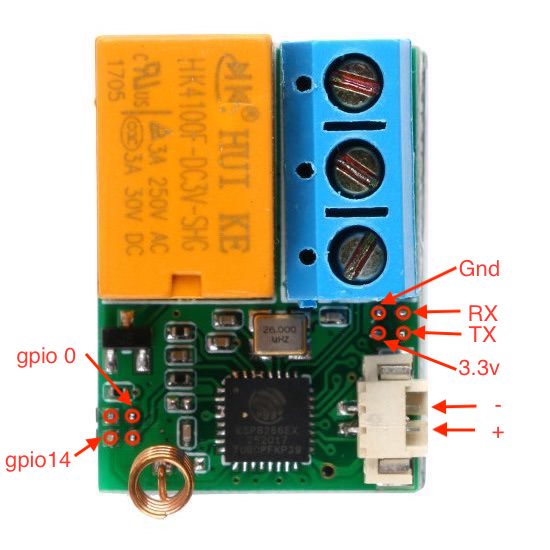 HUI KE
HK4100F-DC3V-SHG
3A 250V AC
3A 30V DC
1705
Gnd
RX
TX
3.3v
-
+
gpio 0
gpio14
26.000
MHZ
ESP8266EX